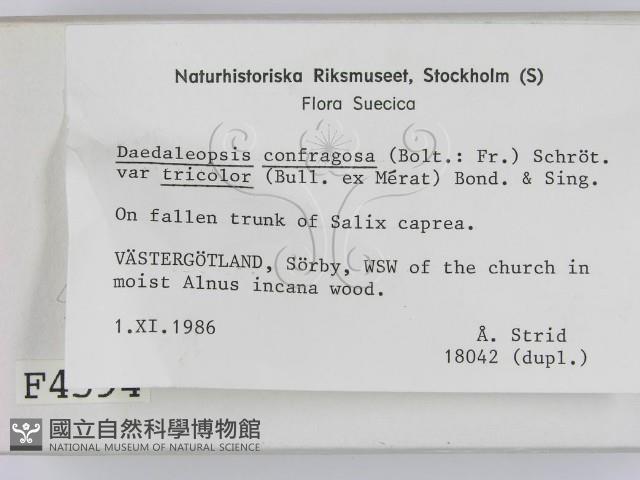 Naturhistoriska Riksmuseet, Stockholm (S)
Flora Suecica
Daedaleopsis confragosa (Bolt.: Fr.) Schröt.
var tricolor (Bull. ex Mérat) Bond. & Sing.
On fallen trunk of Salix caprea.
VÄSTERGÖTLAND, Sörby, WSW of the church in
moist Alnus incana wood.
1.XI.1986
Å. Strid
18042 (dupl.)
國立自然科學博物館
NATIONAL MUSEUM OF NATURAL SCIENCE